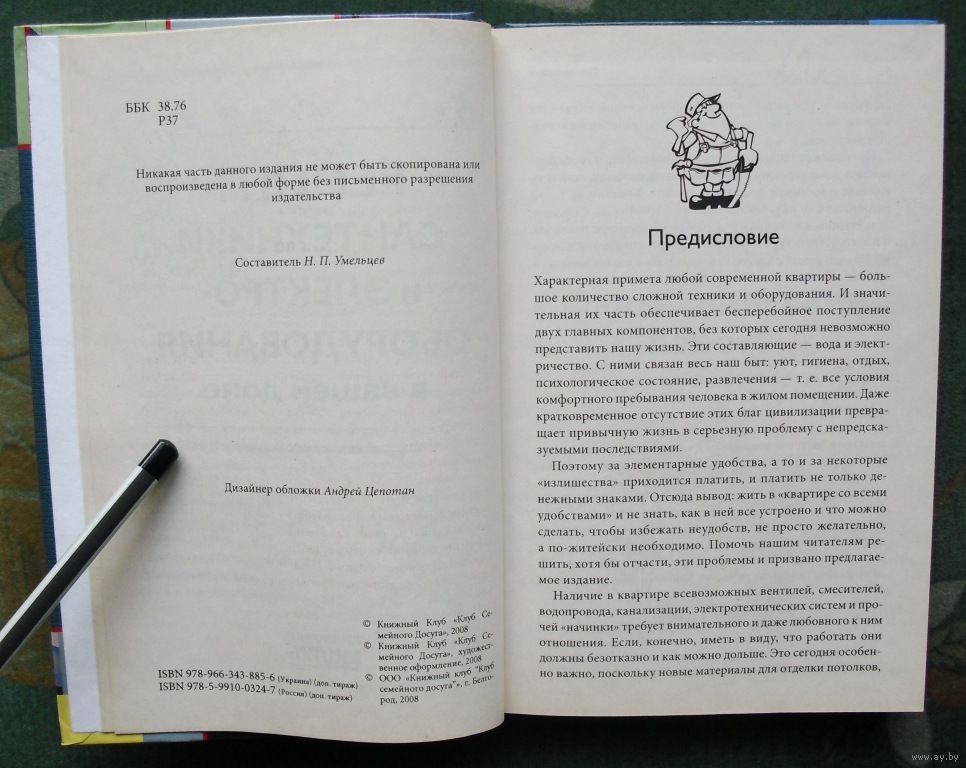 ББК 38.76
Р37
Никакая часть данного издания не может быть скопирована или
воспроизведена в любой форме без письменного разрешения
издательства
Составитель Н. П. Умельцев
Дизайнер обложки Андрей Цепотан
© Книжный Клуб «Клуб Се-
мейного Досуга», 2008
© Книжный Клуб «Клуб Се-
мейного Досуга», художест-
венное оформление, 2008
© ООО «Книжный клуб "Клуб
семейного досуга"», г. Белго-
род, 2008
ISBN 978-966-343-885-6 (Украина) (доп. тираж)
ISBN 978-5-9910-0324-7 (Россия) (доп. тираж)
Предисловие
Характерная примета любой современной квартиры — боль-
шое количество сложной техники и оборудования. И значи-
тельная их часть обеспечивает бесперебойное поступление
двух главных компонентов, без которых сегодня невозможно
представить нашу жизнь. Эти составляющие — вода и элект-
ричество. С ними связан весь наш быт: уют, гигиена, отдых,
психологическое состояние, развлечения — т. е. все условия
комфортного пребывания человека в жилом помещении. Даже
кратковременное отсутствие этих благ цивилизации превра-
щает привычную жизнь в серьезную проблему с непредска-
зуемыми последствиями.
Поэтому за элементарные удобства, а то и за некоторые
«излишества» приходится платить, и платить не только де-
нежными знаками. Отсюда вывод: жить в «квартире со всеми
удобствами» и не знать, как в ней все устроено и что можно
сделать, чтобы избежать неудобств, не просто желательно,
а по-житейски необходимо. Помочь нашим читателям ре-
шить, хотя бы отчасти, эти проблемы и призвано предлагае-
мое издание.
Наличие в квартире всевозможных вентилей, смесителей,
водопровода, канализации, электротехнических систем и про-
чей «начинки» требует внимательного и даже любовного к ним
отношения. Если, конечно, иметь в виду, что работать они
должны безотказно и как можно дольше. Это сегодня особен-
но важно, поскольку новые материалы для отделки потолков,
www.ay.by